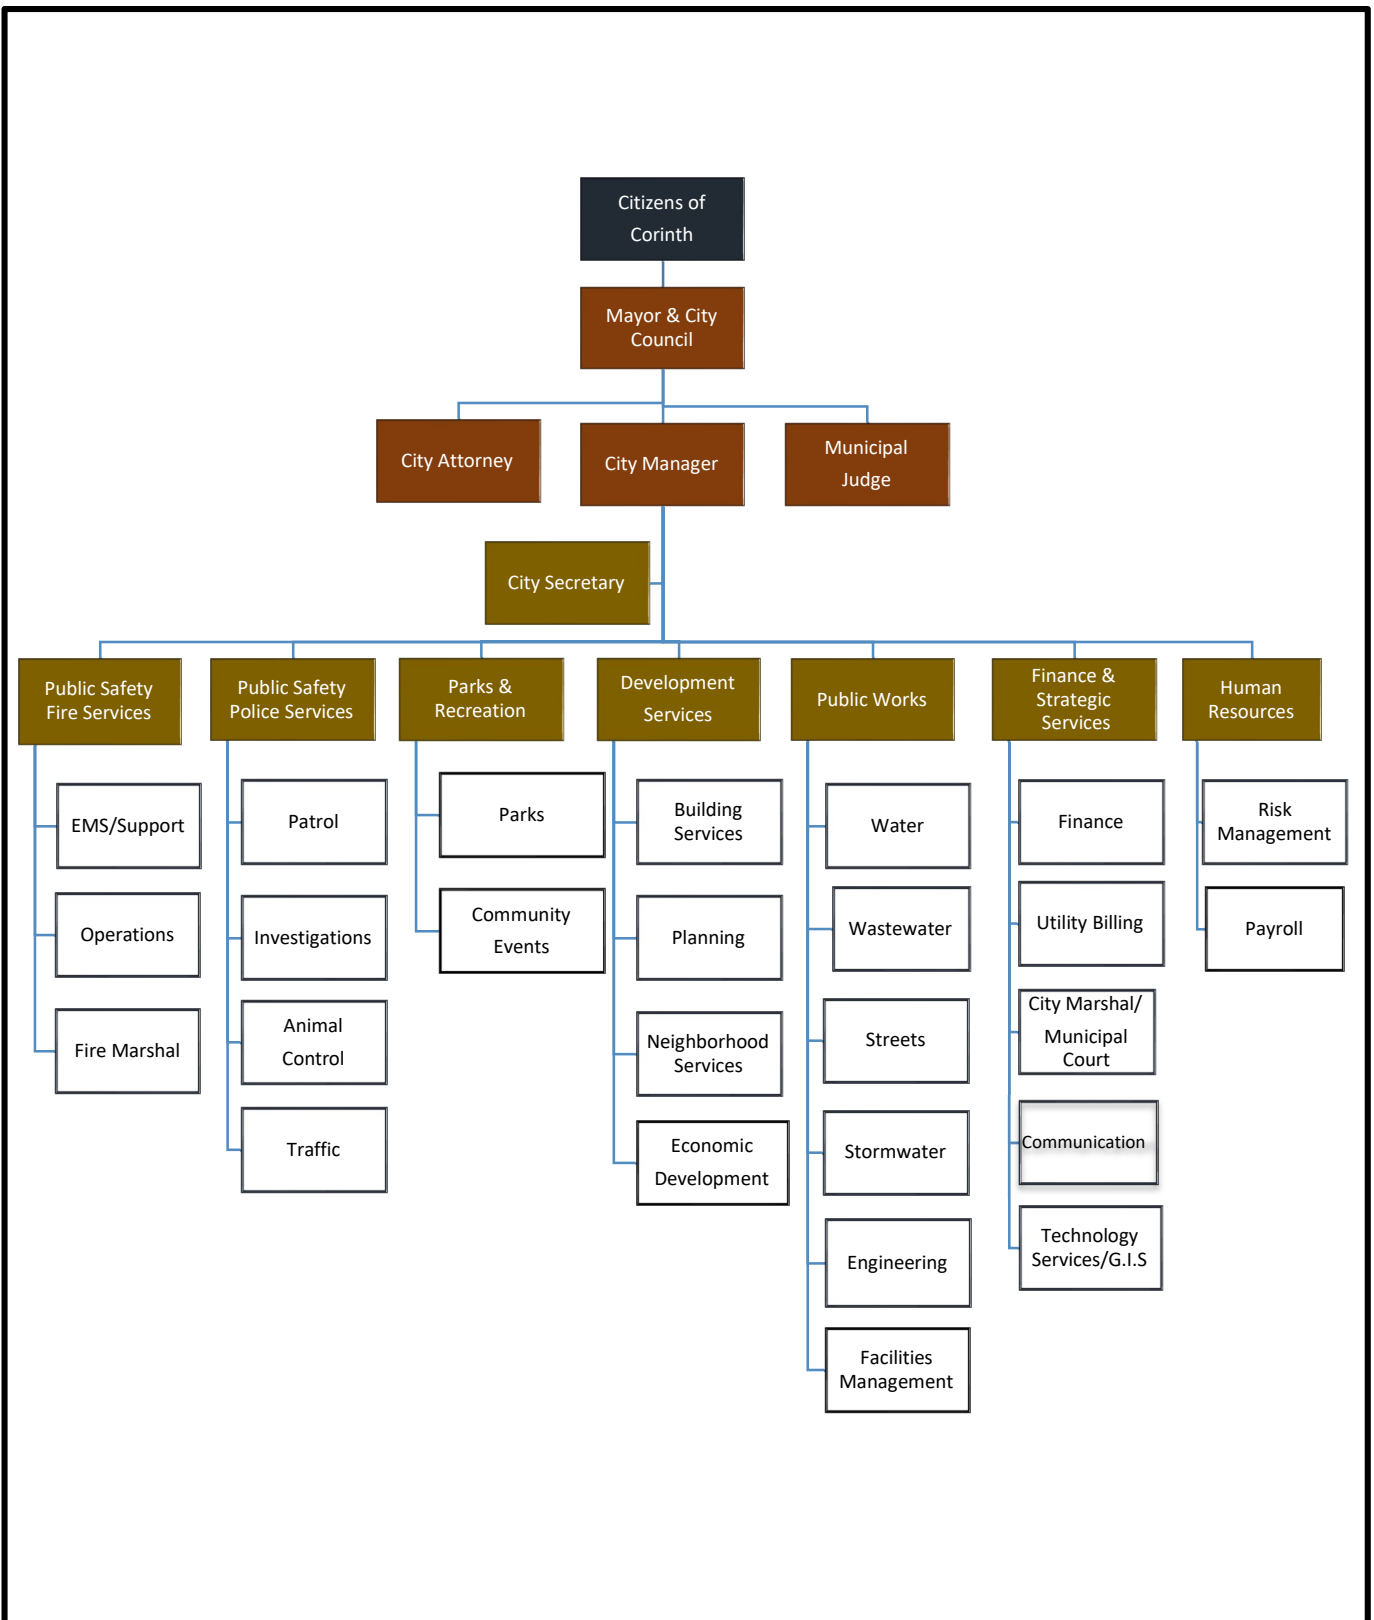 Citizens of
Corinth
Mayor & City
Council
City Attorney
City Manager
Municipal
Judge
City Secretary
Public Safety
Fire Services
Public Safety
Police Services
Parks &
Recreation
Development
Services
Public Works
Finance &
Strategic
Services
Human
Resources
EMS/Support
Operations
Fire Marshal
Patrol
Investigations
Animal
Control
Traffic
Parks
Community
Events
Building
Services
Planning
Neighborhood
Services
Economic
Development
Water
Wastewater
Streets
Stormwater
Engineering
Facilities
Management
Finance
Utility Billing
City Marshal/
Municipal
Court
Communication
Technology
Services/G.I.S
Risk
Management
Payroll